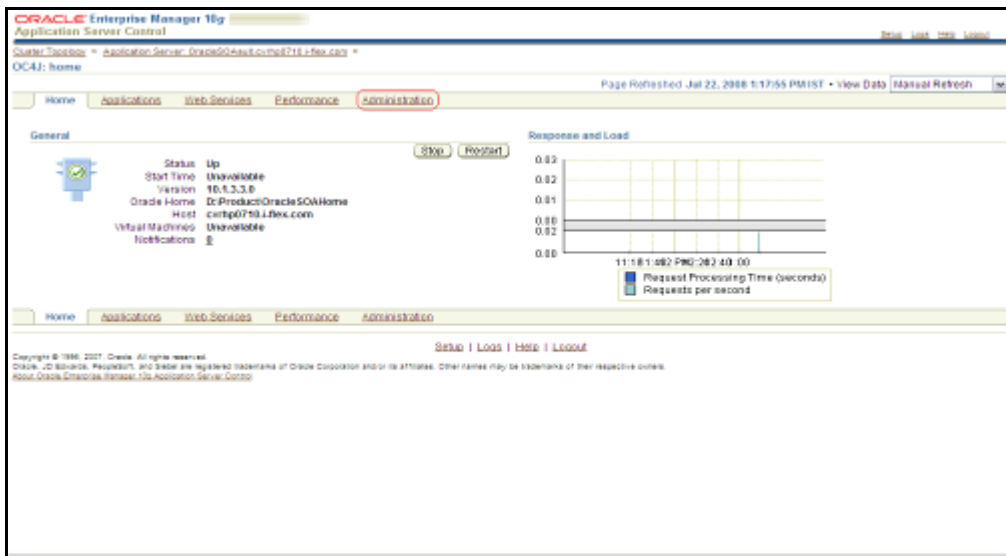 ORACLE Enterprise Manager 10g
Application Server Control
Setup Logs Help Logout
Cluster Topology > Application Server: >
OC4J: home
Page Refreshed Jul 22, 2008 1:17:55 PM IST View Data Manual Refresh
Home Applications Web Services Performance Administration
General
Stop Restart
Status Up
Start Time Unavailable
Version 10.1.3.3.0
Oracle Home D:\Product\OracleSOAHome
Host cvrhp0710.i-flex.com
Virtual Machines Unavailable
Notifications 0
Response and Load
0.03
0.02
0.01
0.00
0.02
0.00
Request Processing Time (seconds)
Requests per second
Home Applications Web Services Performance Administration
Setup | Logs | Help | Logout
Copyright © 1996, 2007, Oracle. All rights reserved.
Oracle, JD Edwards, PeopleSoft, and Siebel are registered trademarks of Oracle Corporation and/or its affiliates. Other names may be trademarks of their respective owners.
About Oracle Enterprise Manager 10g Application Server Control